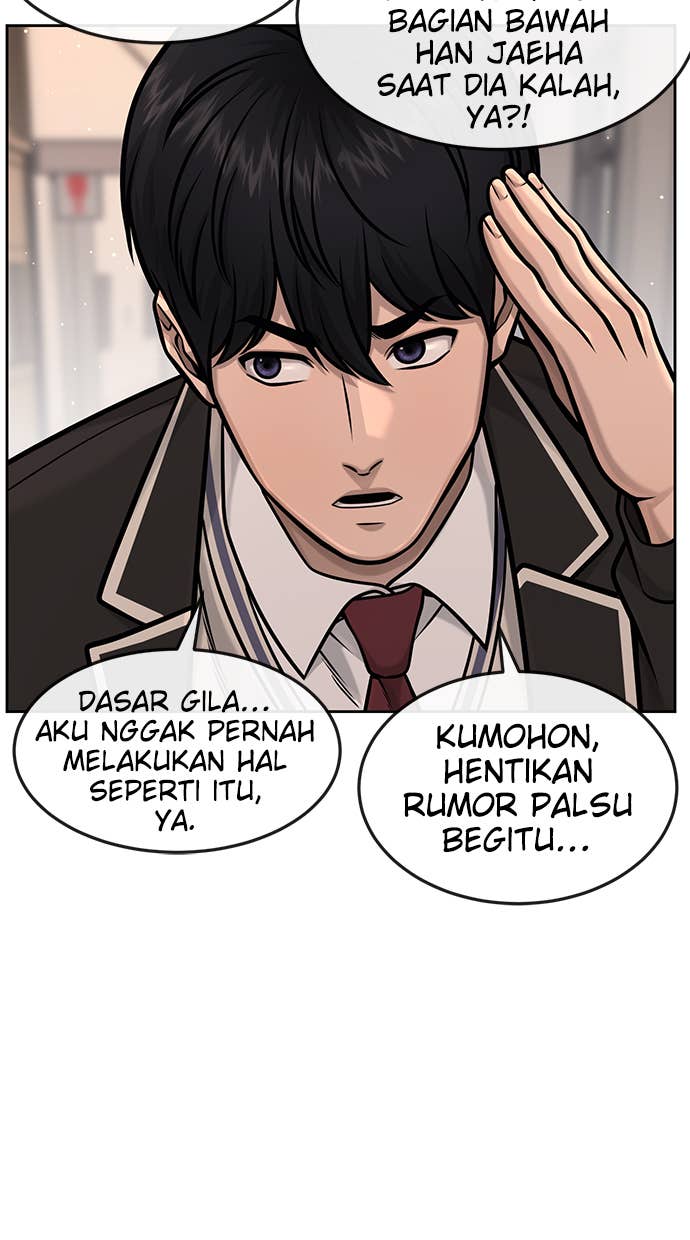 BAGIAN BAWAH
HAN JAEHA
SAAT DIA KALAH,
YA?!
DASAR GILA...
AKU NGGAK PERNAH
MELAKUKAN HAL
SEPERTI ITU,
YA.
KUMOHON,
HENTIKAN
RUMOR PALSU
BEGITU...